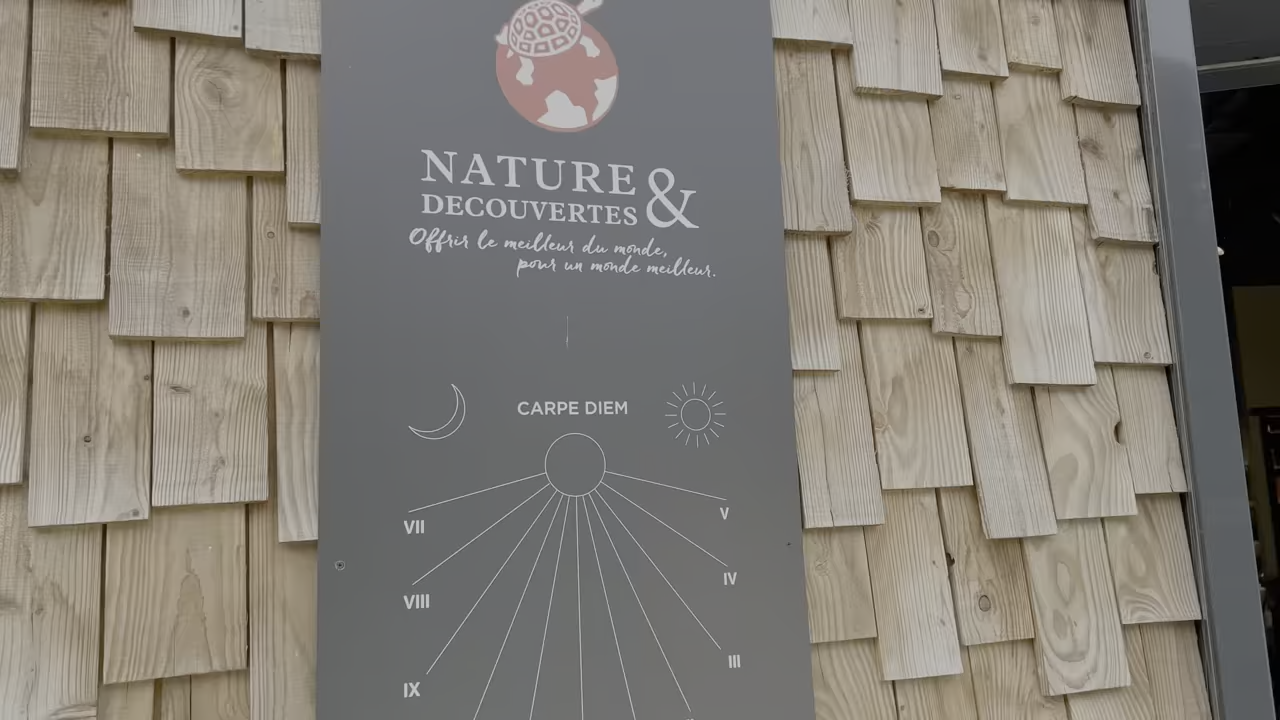 NATURE &
DECOUVERTES
Offrir le meilleur du monde,
pour un monde meilleur.
CARPE DIEM
VII
V
VIII
IV
IX
III